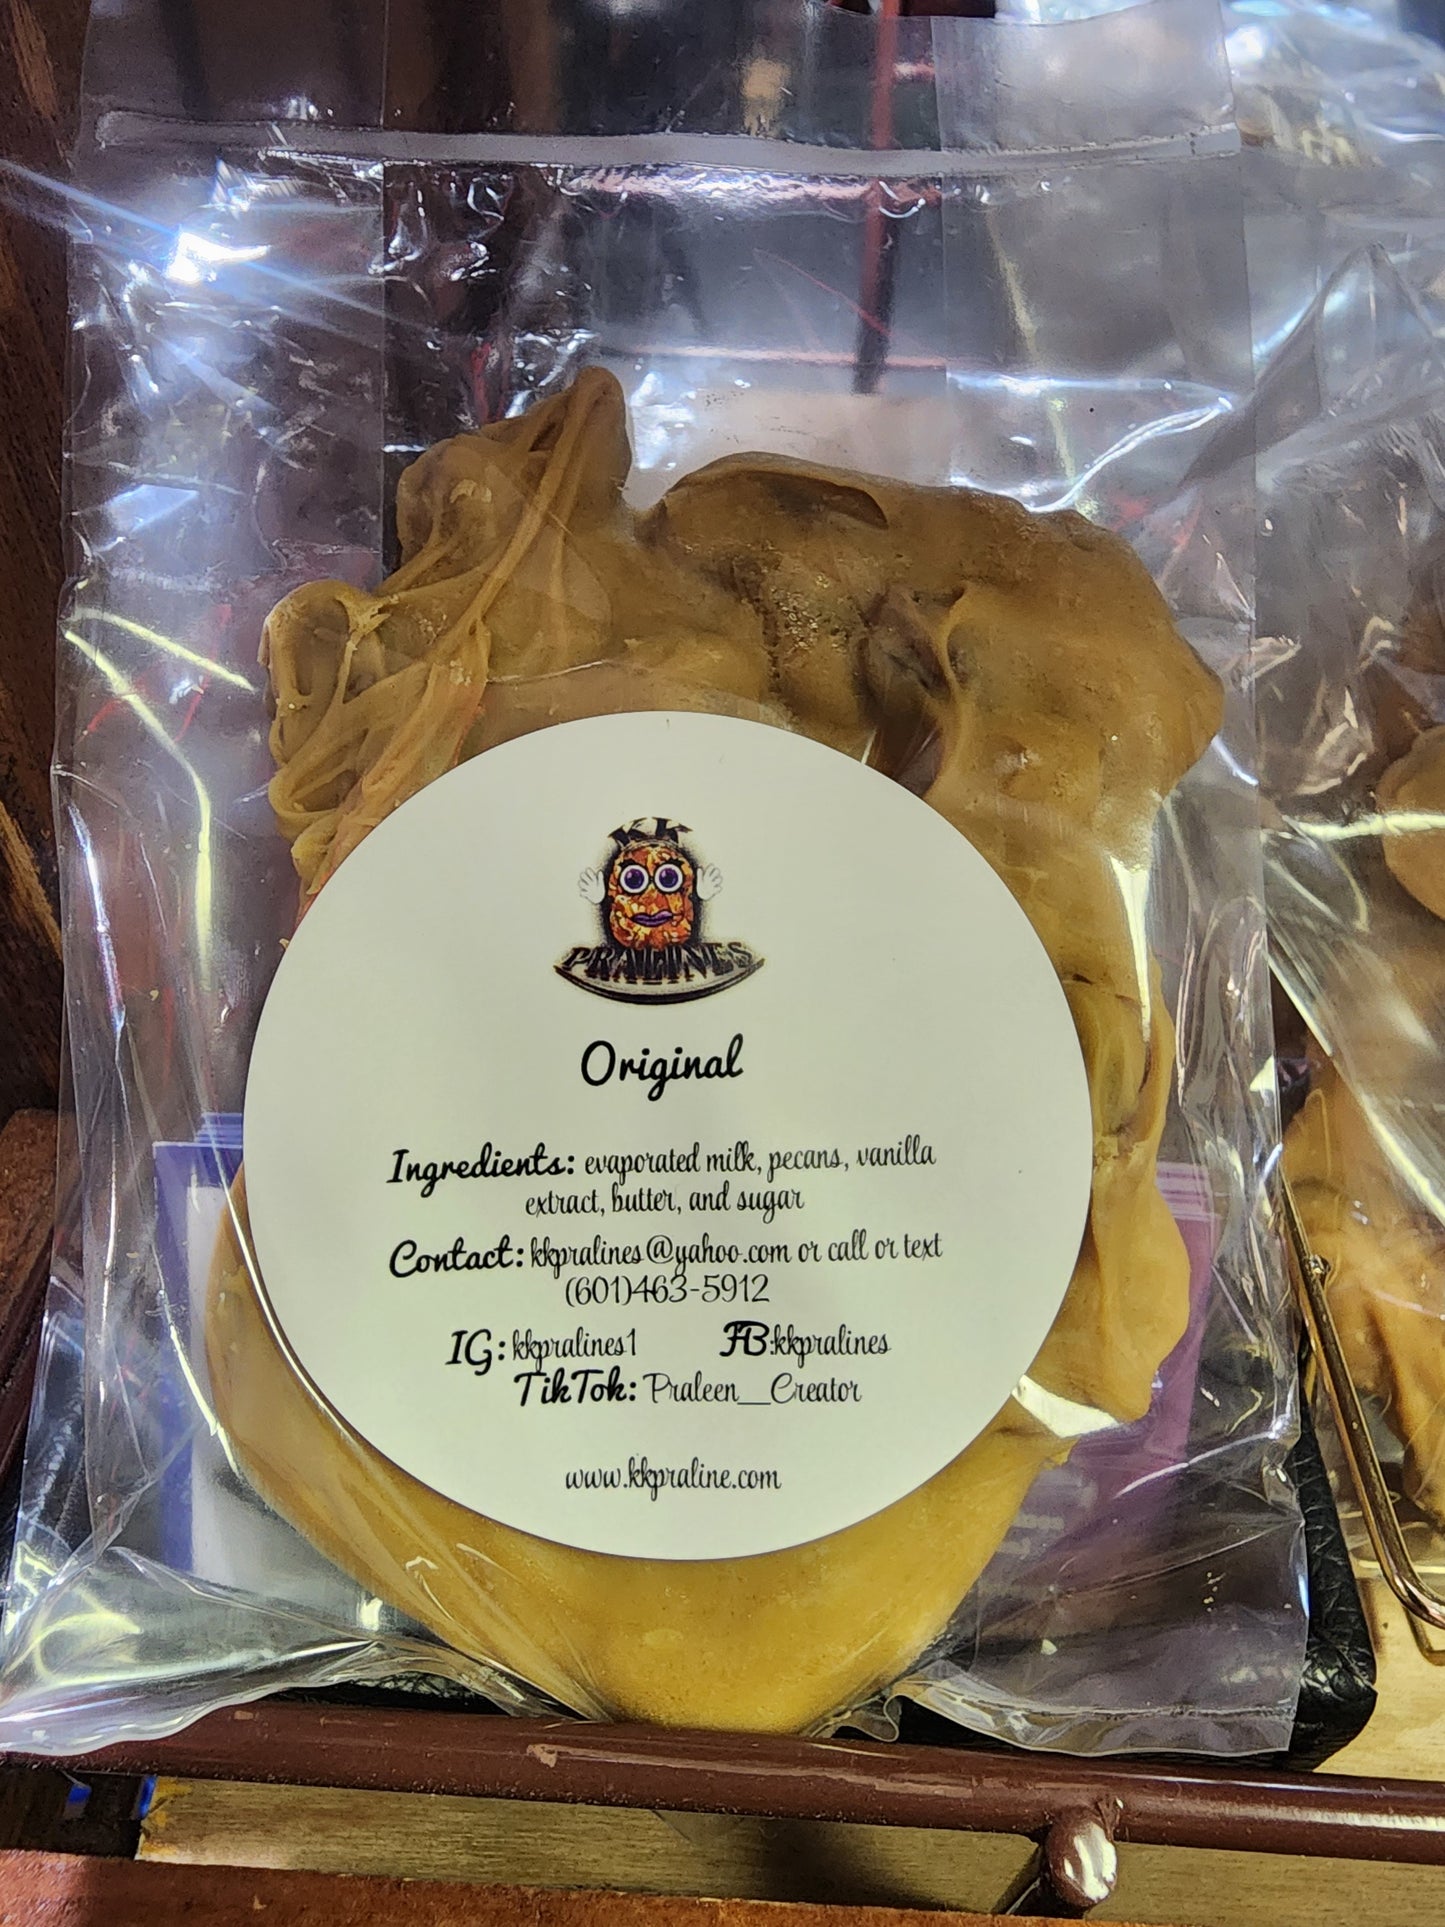 KK
PRALINES
Original
Ingredients: evaporated milk, pecans, vanilla
extract, butter, and sugar
Contact: kkpralines@yahoo.com or call or text
(601)463-5912
IG: kkpralines1 FB:kkpralines
TikTok: Praleen__Creator
www.kkpraline.com